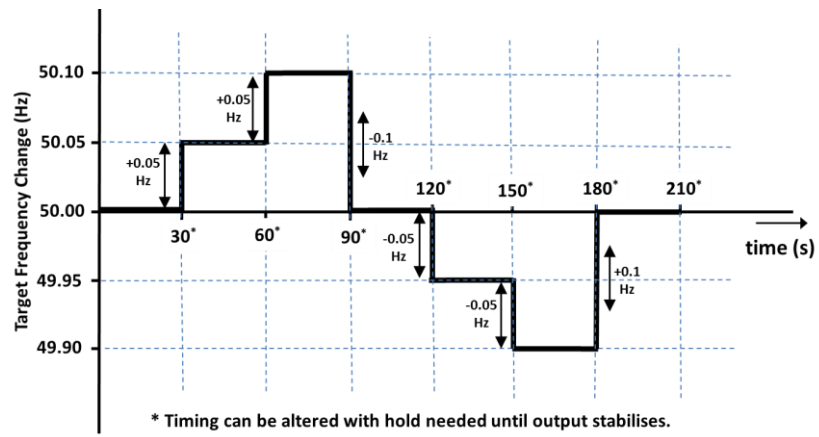 Target Frequency Change (Hz)
50.10
50.05
50.00
49.95
49.90
+0.05
Hz
+0.05
Hz
-0.1
Hz
30*
60*
90*
120*
150*
180*
210*
-0.05
Hz
-0.05
Hz
+0.1
Hz
time (s)
* Timing can be altered with hold needed until output stabilises.